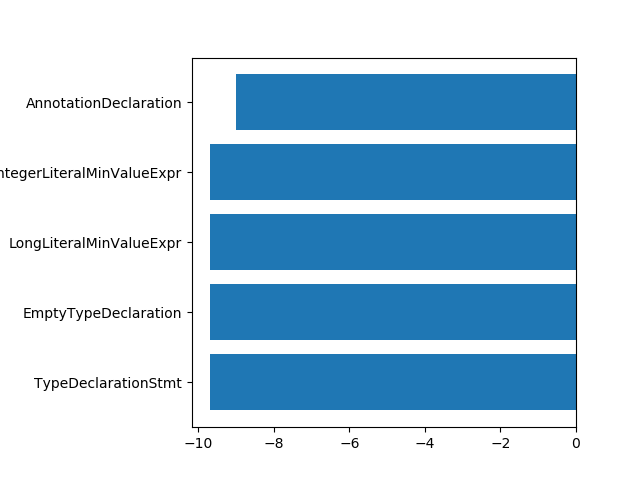 AnnotationDeclaration
ntegerLiteralMinValueExpr
LongLiteralMinValueExpr
EmptyTypeDeclaration
TypeDeclarationStmt
−10 −8 −6 −4 −2 0